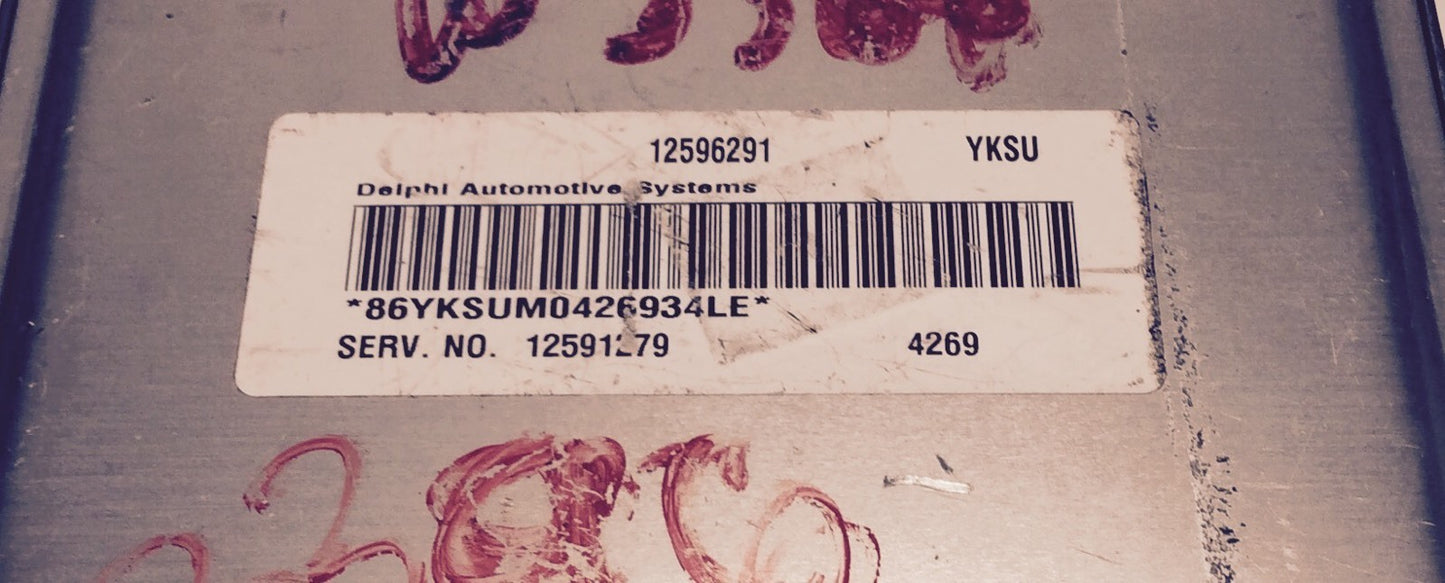 12596291 YKSU
Delphi Automotive Systems
*86YKSUM0426934LE*
SERV. NO. 12591279 4269